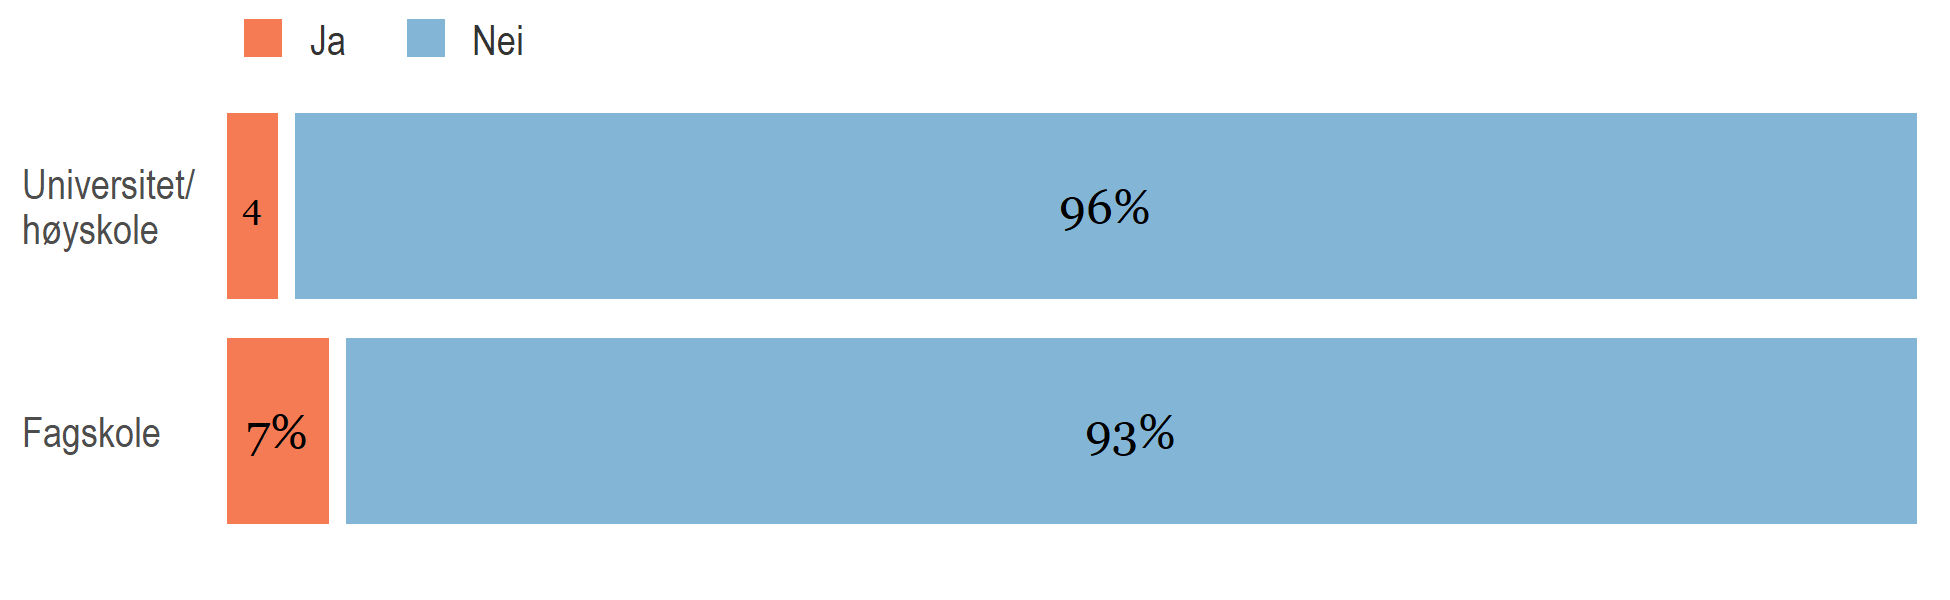 Ja Nei
Universitet/
høyskole
4 96%
Fagskole
7% 93%